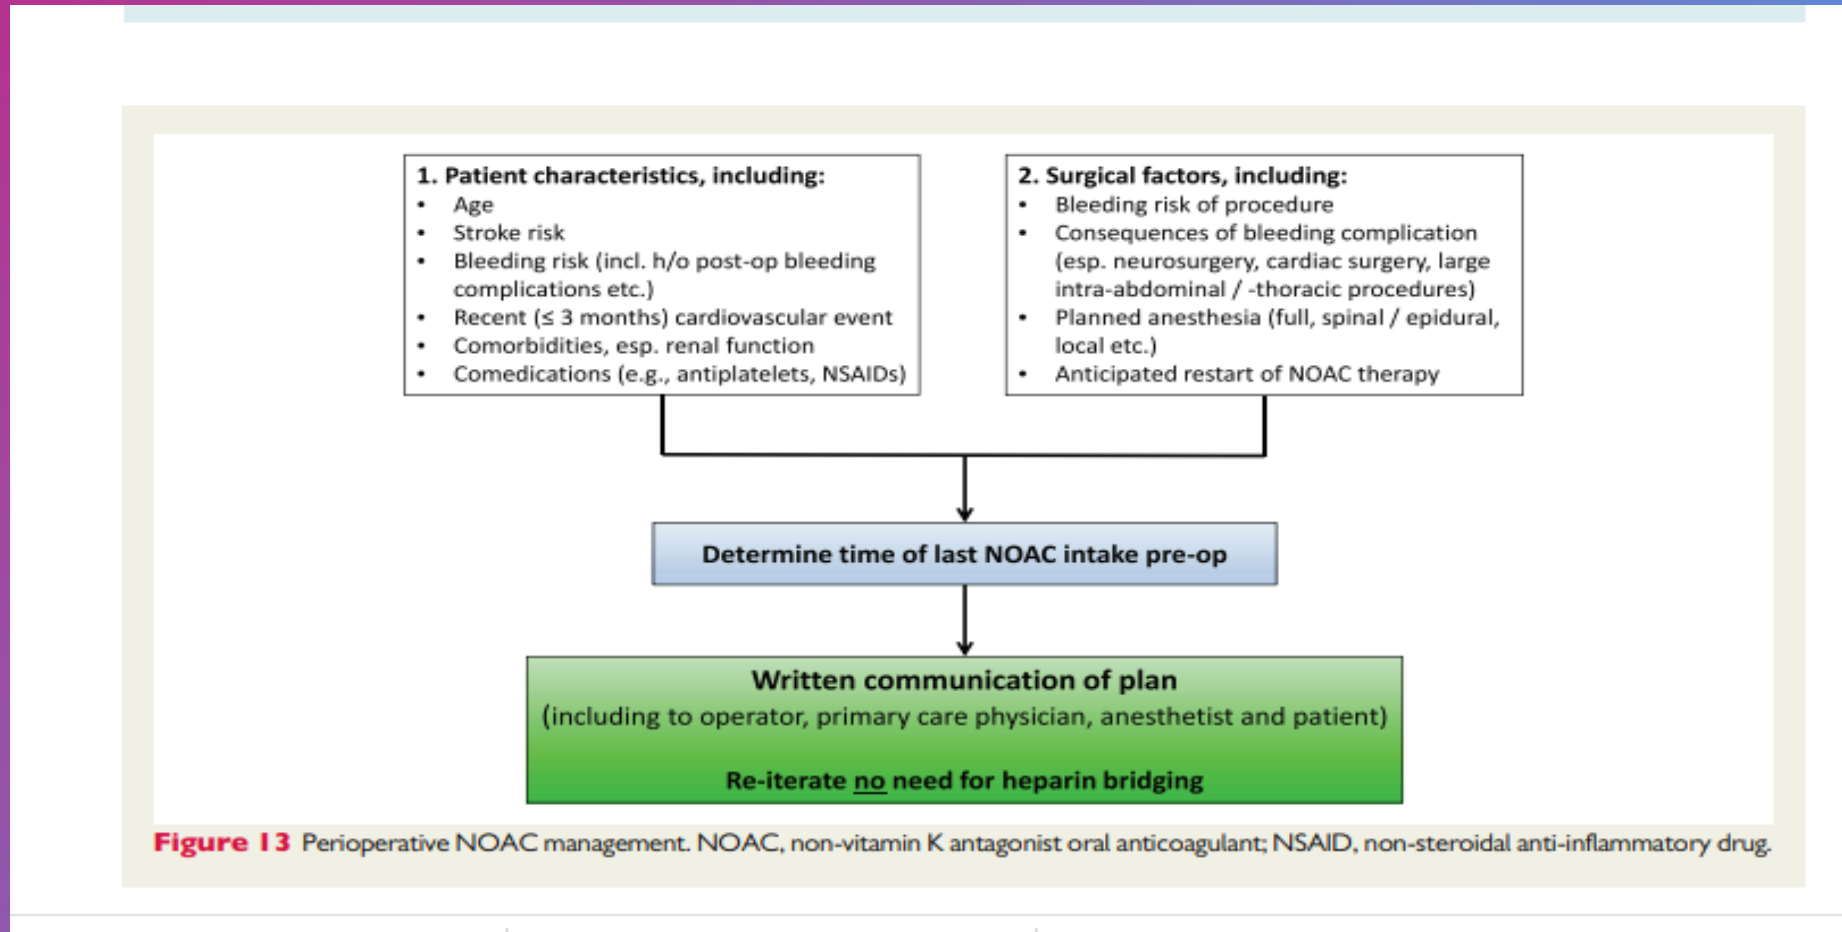 1. Patient characteristics, including:
• Age
• Stroke risk
• Bleeding risk (incl. h/o post-op bleeding
complications etc.)
• Recent (≤ 3 months) cardiovascular event
• Comorbidities, esp. renal function
• Comedications (e.g., antiplatelets, NSAIDs)
2. Surgical factors, including:
• Bleeding risk of procedure
• Consequences of bleeding complication
(esp. neurosurgery, cardiac surgery, large
intra-abdominal / -thoracic procedures)
• Planned anesthesia (full, spinal / epidural,
local etc.)
• Anticipated restart of NOAC therapy
Determine time of last NOAC intake pre-op
Written communication of plan
(including to operator, primary care physician, anesthetist and patient)
Re-iterate no need for heparin bridging
Figure 13 Perioperative NOAC management. NOAC, non-vitamin K antagonist oral anticoagulant; NSAID, non-steroidal anti-inflammatory drug.